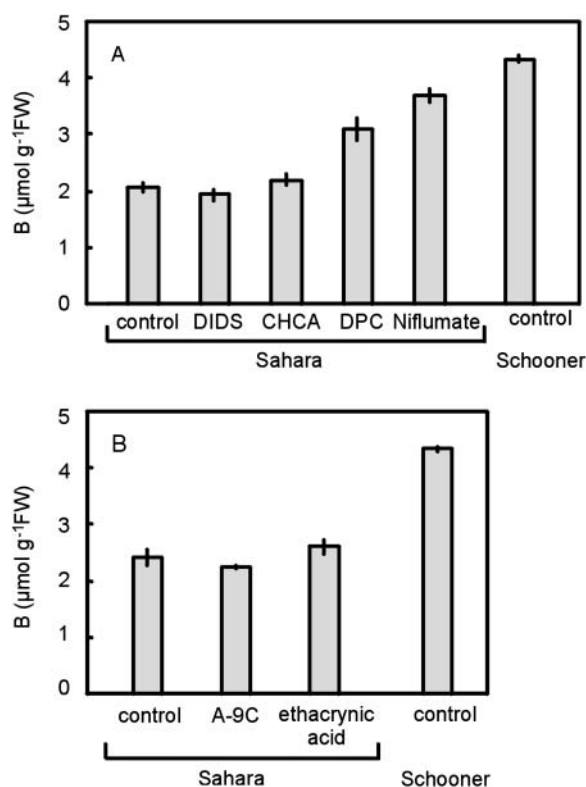 A
B (µmol g⁻¹FW)
5
4
3
2
1
0
control DIDS CHCA DPC Niflumate control
Sahara Schooner
B
B (µmol g⁻¹FW)
5
4
3
2
1
0
control A-9C ethacrynic acid control
Sahara Schooner